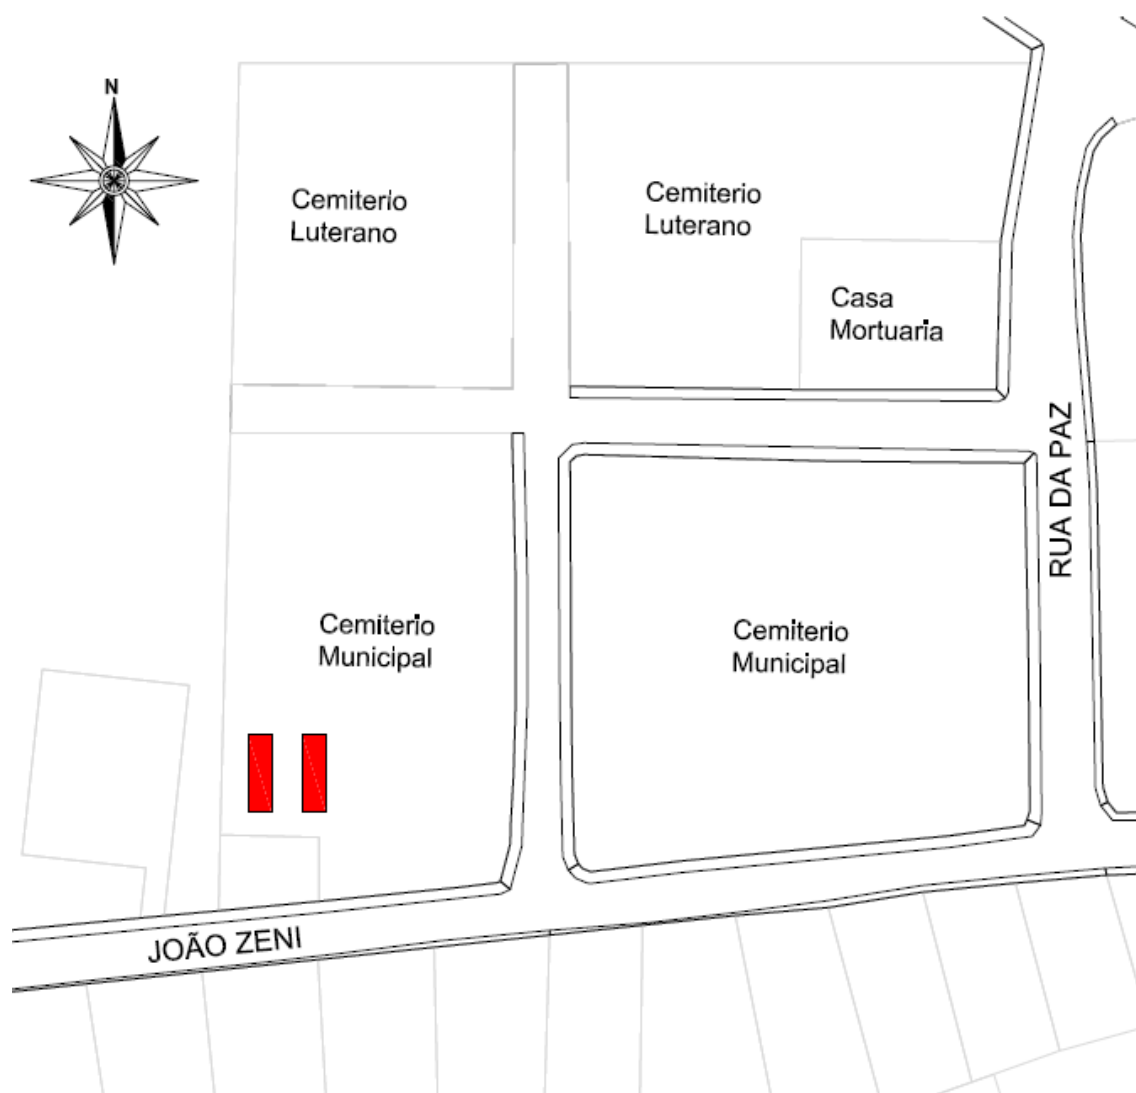 N
Cemiterio
Luterano
Cemiterio
Luterano
Casa
Mortuaria
RUA DA PAZ
Cemiterio
Municipal
Cemiterio
Municipal
JOÃO ZENI